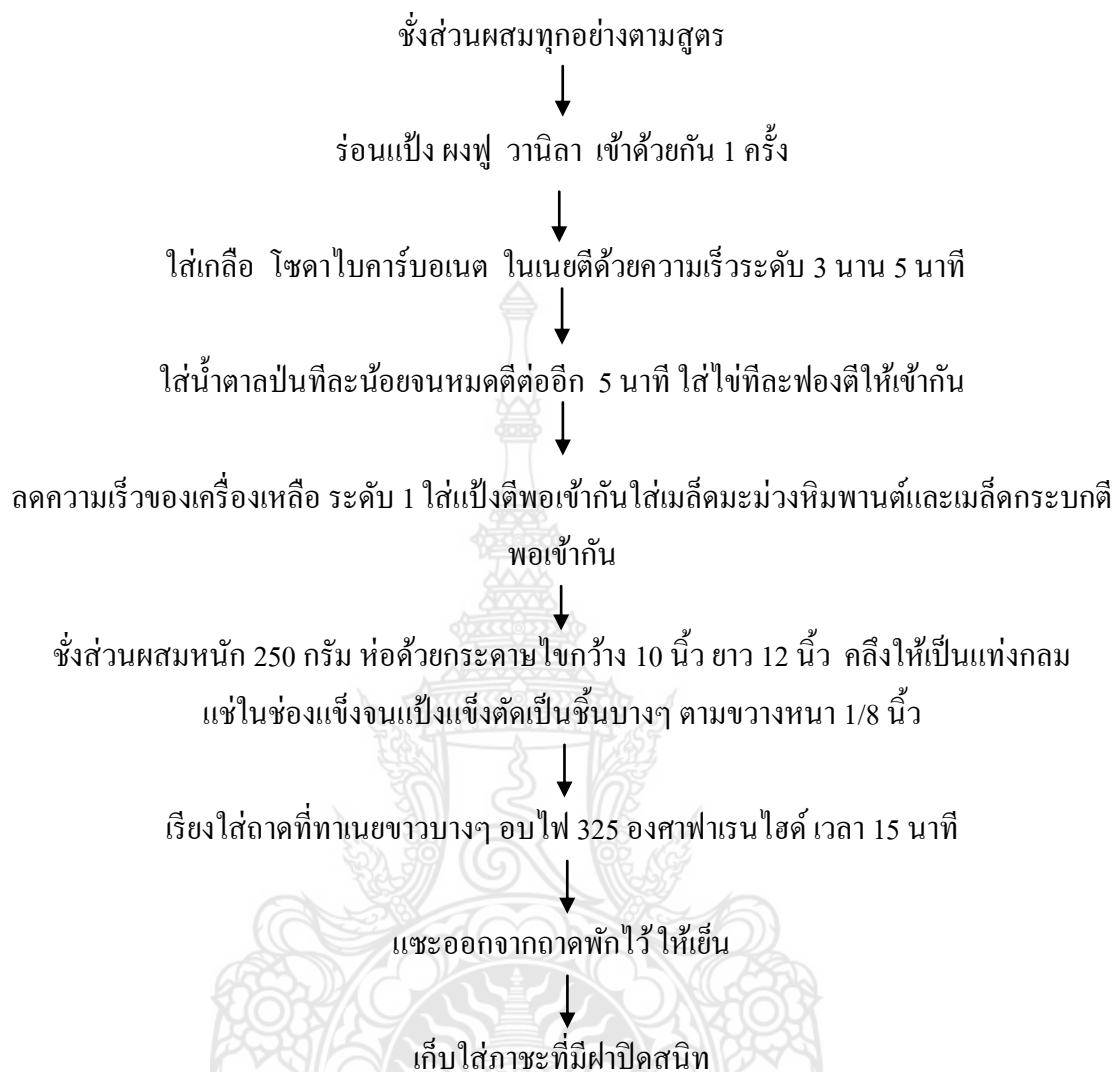 ชั่งส่วนผสมทุกอย่างตามสูตร
ร่อนแป้ง ผงฟู วานิลา เข้าด้วยกัน 1 ครั้ง
ใส่เกลือ โซดาไบคาร์บอเนต ในเนยตีด้วยความเร็วระดับ 3 นาน 5 นาที
ใส่น้ำตาลป่นทีละน้อยจนหมดตีต่ออีก 5 นาที ใส่ไข่ทีละฟองตีให้เข้ากัน
ลดความเร็วของเครื่องเหลือ ระดับ 1 ใส่แป้งตีพอเข้ากันใส่เมล็ดมะม่วงหิมพานต์และเมล็ดกระบกตี
พอเข้ากัน
ชั่งส่วนผสมหนัก 250 กรัม ห่อด้วยกระดาษไขกว้าง 10 นิ้ว ยาว 12 นิ้ว คลึงให้เป็นแท่งกลม
แช่ในช่องแข็งจนแป้งแข็งตัดเป็นชิ้นบางๆ ตามขวางหนา 1/8 นิ้ว
เรียงใส่ถาดที่ทาเนยขาวบางๆ อบไฟ 325 องศาฟาเรนไฮด์ เวลา 15 นาที
แซะออกจากถาดพักไว้ ให้เย็น
เก็บใส่ภาชะที่มีฝาปิดสนิท